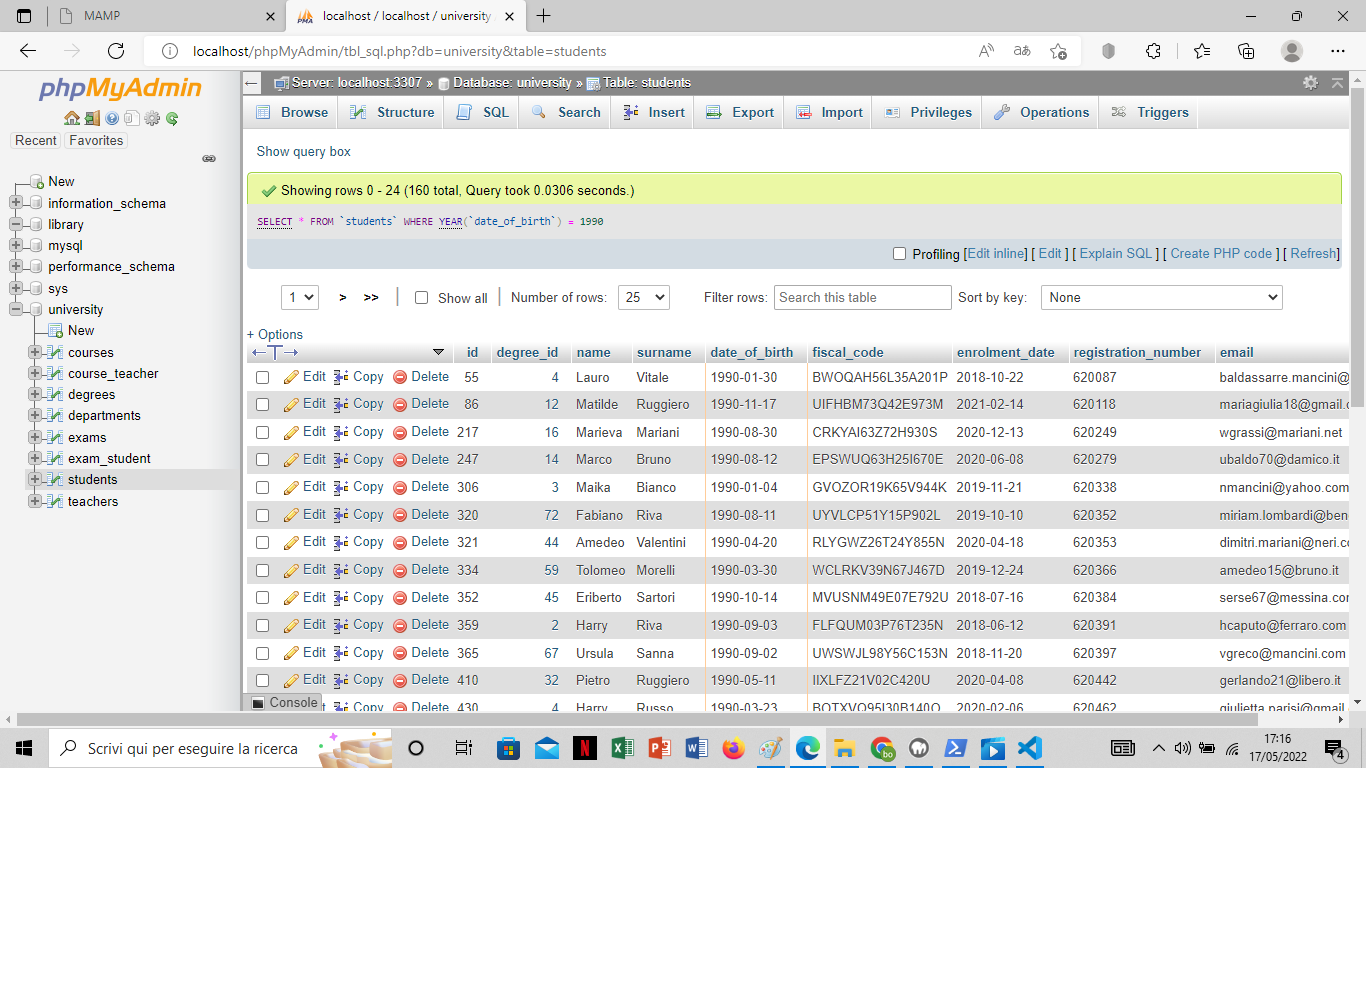 MAMP
localhost / localhost / university
localhost/phpMyAdmin/tbl_sql.php?db=university&table=students
phpMyAdmin
Recent Favorites
New
information_schema
library
mysql
performance_schema
sys
university
New
courses
course_teacher
degrees
departments
exams
exam_student
students
teachers
Server: localhost:3307 » Database: university » Table: students
Browse Structure SQL Search Insert Export Import Privileges Operations Triggers
Show query box
Showing rows 0 - 24 (160 total, Query took 0.0306 seconds.)
SELECT * FROM `students` WHERE YEAR(`date_of_birth`) = 1990
Profiling [Edit inline] [ Edit ] [ Explain SQL ] [ Create PHP code ] [ Refresh]
1 > >> | Show all | Number of rows: 25 Filter rows: Search this table Sort by key: None
+ Options
←T→ id degree_id name surname date_of_birth fiscal_code enrolment_date registration_number email
Edit Copy Delete 55 4 Lauro Vitale 1990-01-30 BWOQAH56L35A201P 2018-10-22 620087 baldassarre.mancini@
Edit Copy Delete 86 12 Matilde Ruggiero 1990-11-17 UIFHBM73Q42E973M 2021-02-14 620118 mariagiulia18@gmail.c
Edit Copy Delete 217 16 Marieva Mariani 1990-08-30 CRKYAI63Z72H930S 2020-12-13 620249 wgrassi@mariani.net
Edit Copy Delete 247 14 Marco Bruno 1990-08-12 EPSWUQ63H25I670E 2020-06-08 620279 ubaldo70@damico.it
Edit Copy Delete 306 3 Maika Bianco 1990-01-04 GVOZOR19K65V944K 2019-11-21 620338 nmancini@yahoo.com
Edit Copy Delete 320 72 Fabiano Riva 1990-08-11 UYVLCP51Y15P902L 2019-10-10 620352 miriam.lombardi@ben
Edit Copy Delete 321 44 Amedeo Valentini 1990-04-20 RLYGWZ26T24Y855N 2020-04-18 620353 dimitri.mariani@neri.co
Edit Copy Delete 334 59 Tolomeo Morelli 1990-03-30 WCLRKV39N67J467D 2019-12-24 620366 amedeo15@bruno.it
Edit Copy Delete 352 45 Eriberto Sartori 1990-10-14 MVUSNM49E07E792U 2018-07-16 620384 serse67@messina.cor
Edit Copy Delete 359 2 Harry Riva 1990-09-03 FLFQUM03P76T235N 2018-06-12 620391 hcaputo@ferraro.com
Edit Copy Delete 365 67 Ursula Sanna 1990-09-02 UWSWJL98Y56C153N 2018-11-20 620397 vgreco@mancini.com
Edit Copy Delete 410 32 Pietro Ruggiero 1990-05-11 IIXLFZ21V02C420U 2020-04-08 620442 gerlando21@libero.it
Console t Copy Delete 430 4 Harry Russo 1990-03-23 BOTXVO95I30B140O 2020-02-06 620462 giulietta.parisi@gmail
Scrivi qui per eseguire la ricerca
17:16
17/05/2022
4